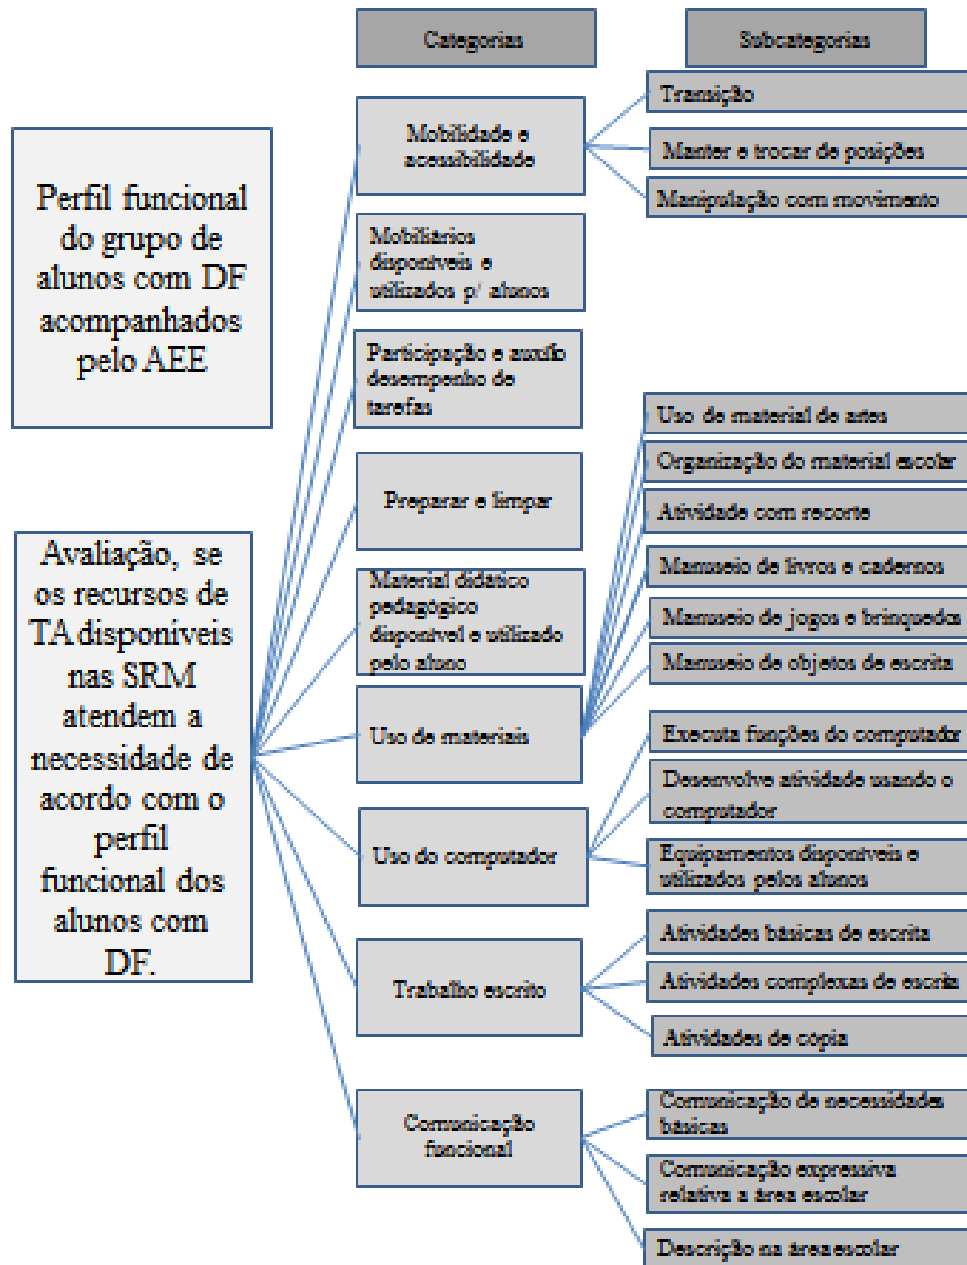 Categorias
Subcategorias
Perfil funcional
do grupo de
alunos com DF
acompanhados
pelo AEE
Avaliação, se
os recursos de
TA disponíveis
nas SRM
atendem a
necessidade de
acordo com o
perfil
funcional dos
alunos com
DF.
Mobilidade e
acessibilidade
Transição
Manter e trocar de posições
Manipulação com movimento
Mobiliários
disponíveis e
utilizados p/ alunos
Participação e auxílio
desempenho de
tarefas
Preparar e limpar
Material didático
pedagógico
disponível e utilizado
pelo aluno
Uso de materiais
Uso de material de artes
Organização do material escolar
Atividade com recorte
Manuseio de livros e cadernos
Manuseio de jogos e brinquedos
Manuseio de objetos de escrita
Uso do computador
Executa funções do computador
Desenvolve atividade usando o
computador
Equipamentos disponíveis e
utilizados pelos alunos
Trabalho escrito
Atividades básicas de escrita
Atividades complexas de escrita
Atividades de cópia
Comunicação
funcional
Comunicação de necessidades
básicas
Comunicação expressiva
relativa a área escolar
Descrição na área escolar